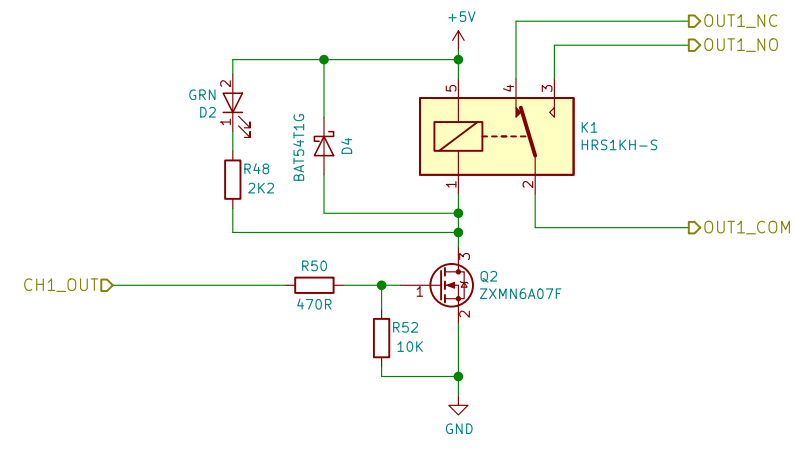 +5V
OUT1_NC
OUT1_NO
GRN
D2
2
1
BAT54T1G
D4
5
4
3
K1
HRS1KH-S
R48
2K2
1
2
OUT1_COM
CH1_OUT
R50
470R
1
3
Q2
ZXMN6A07F
2
R52
10K
GND